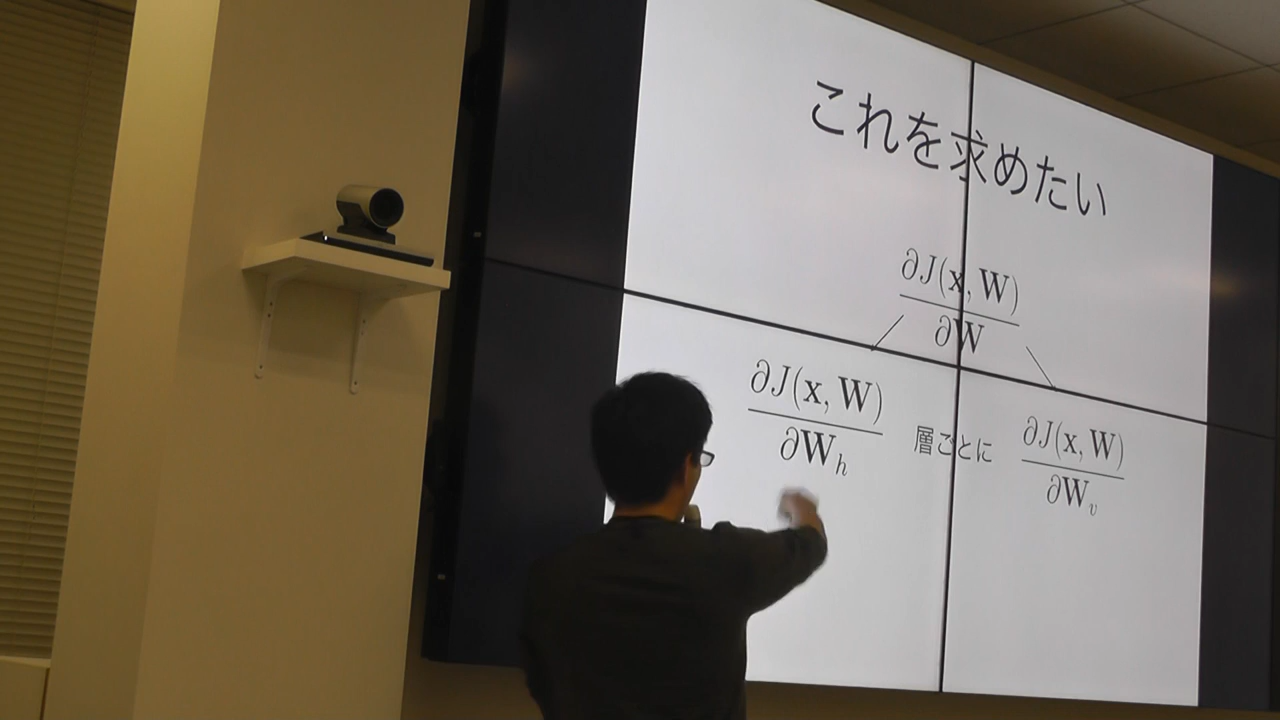 これを求めたい
∂J(x, W)
∂W
∂J(x, W)
∂W_h
層ごとに
∂J(x, W)
∂W_v